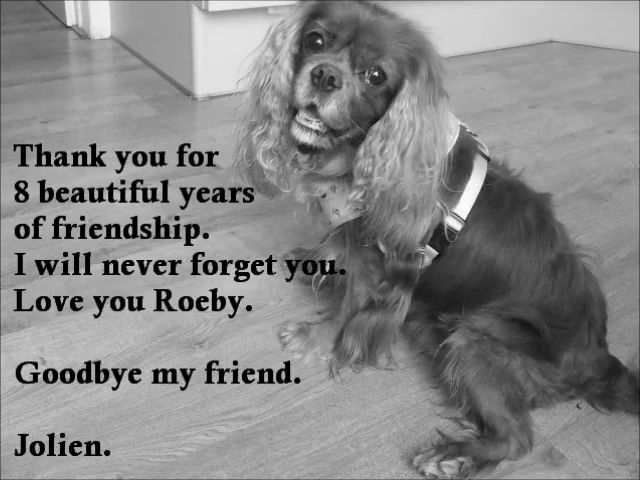 Thank you for
8 beautiful years
of friendship.
I will never forget you.
Love you Roeby.
Goodbye my friend.
Jolien.